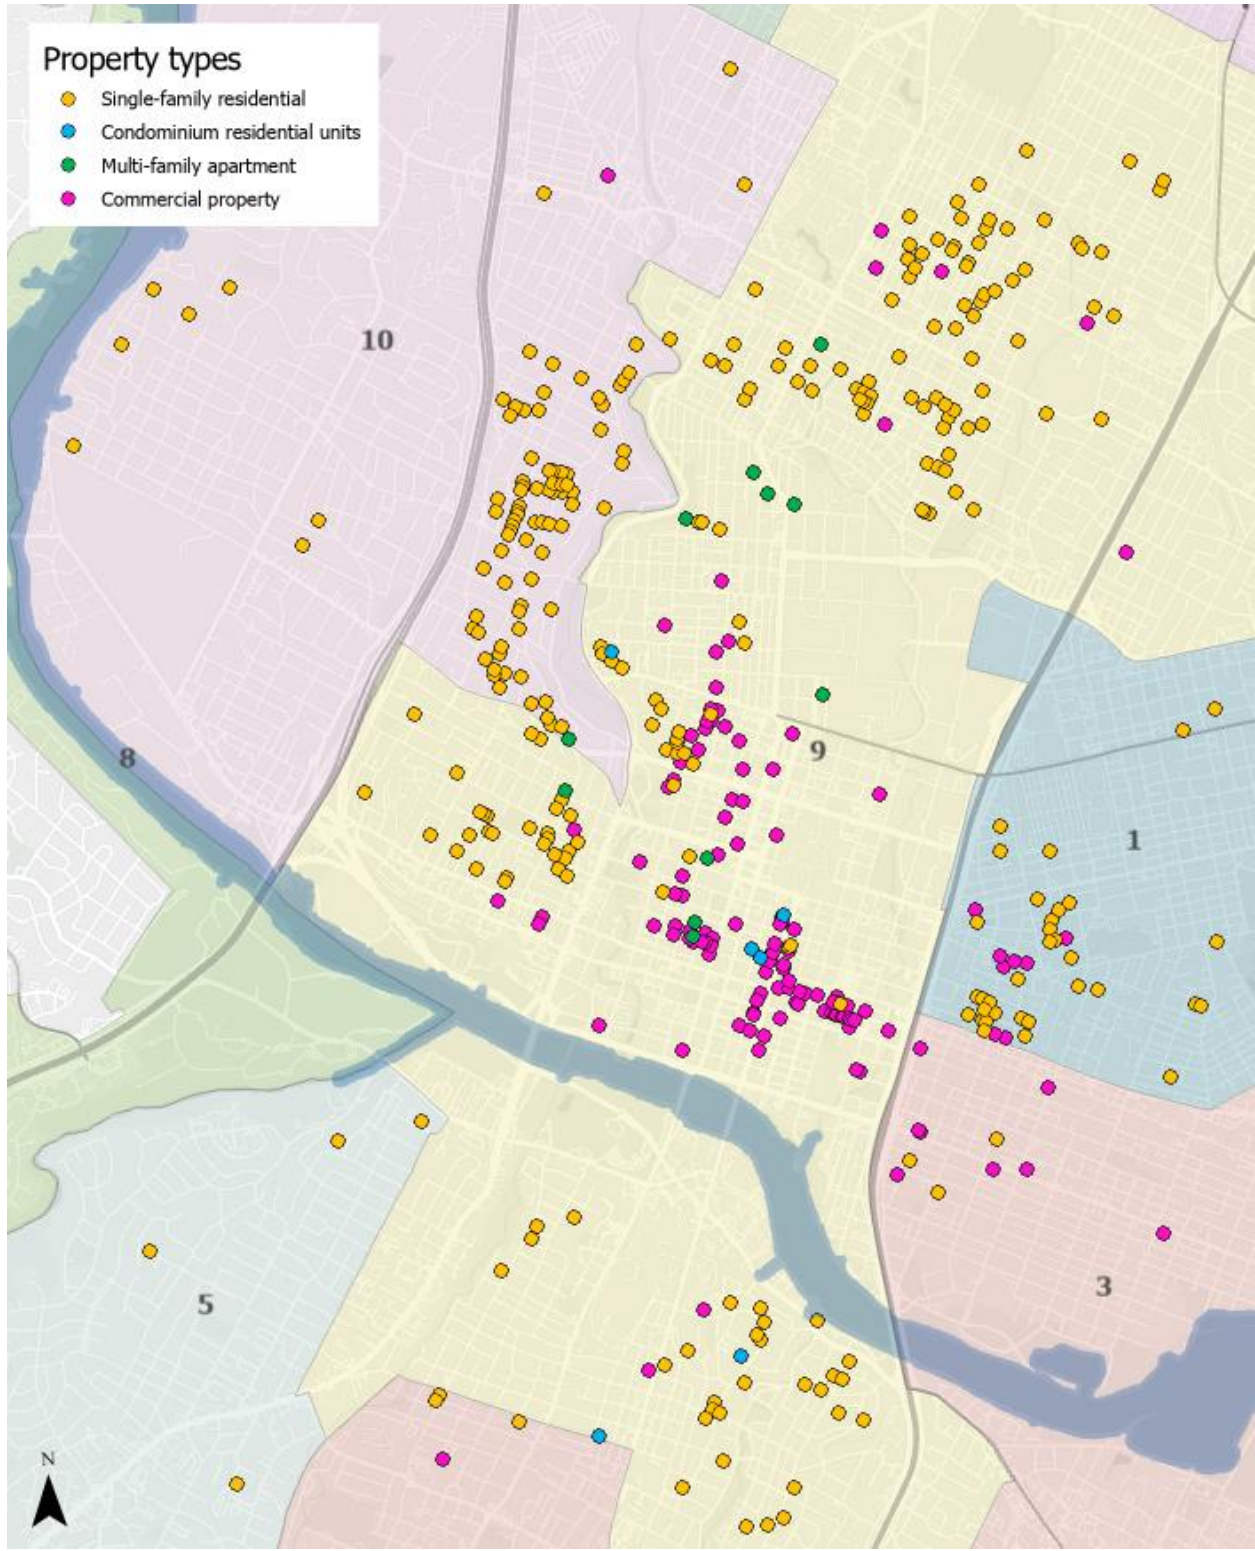 Property types
Single-family residential
Condominium residential units
Multi-family apartment
Commercial property
10
8
9
1
5
3
N